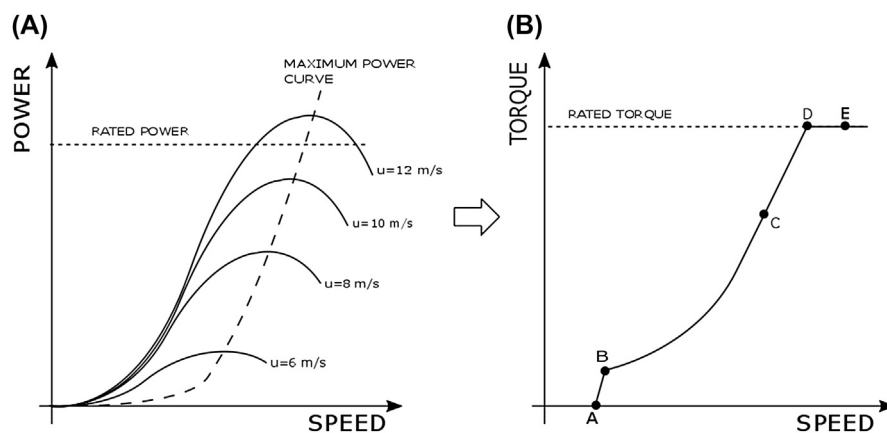 (A)
POWER
MAXIMUM POWER
CURVE
RATED POWER
u=12 m/s
u=10 m/s
u=8 m/s
u=6 m/s
SPEED
(B)
TORQUE
RATED TORQUE
D
E
C
B
A
SPEED